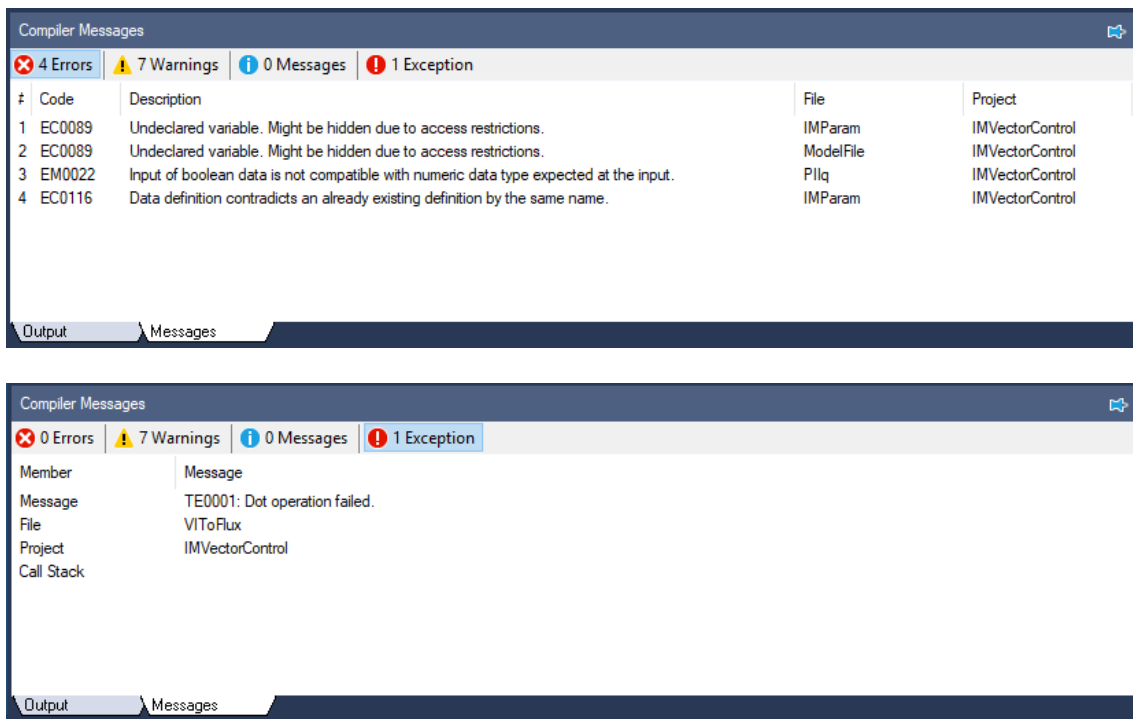 Compiler Messages
4 Errors 7 Warnings 0 Messages 1 Exception
# Code Description File Project
1 EC0089 Undeclared variable. Might be hidden due to access restrictions. IMParam IMVectorControl
2 EC0089 Undeclared variable. Might be hidden due to access restrictions. ModelFile IMVectorControl
3 EM0022 Input of boolean data is not compatible with numeric data type expected at the input. PIIq IMVectorControl
4 EC0116 Data definition contradicts an already existing definition by the same name. IMParam IMVectorControl
Output Messages
Compiler Messages
0 Errors 7 Warnings 0 Messages 1 Exception
Member Message
Message TE0001: Dot operation failed.
File VIToFlux
Project IMVectorControl
Call Stack
Output Messages